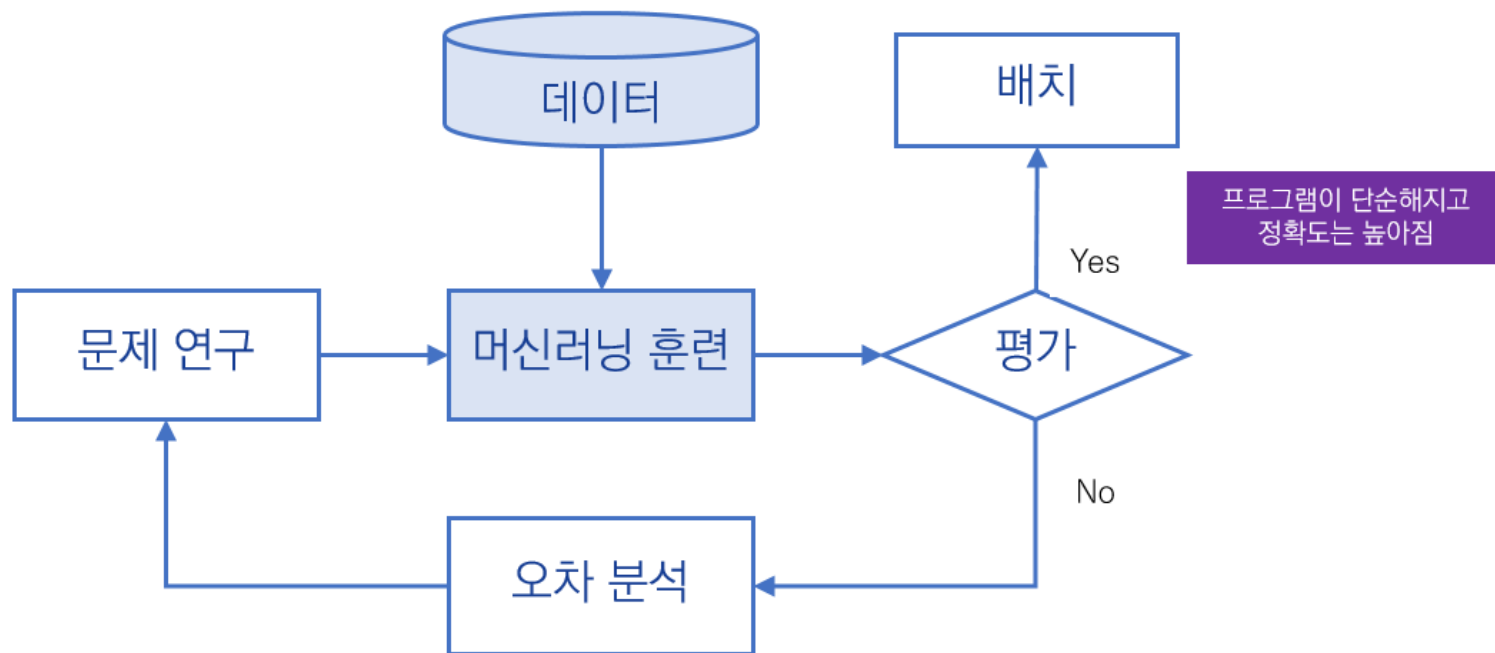 데이터
배치
프로그램이 단순해지고
정확도는 높아짐
Yes
문제 연구
머신러닝 훈련
평가
No
오차 분석